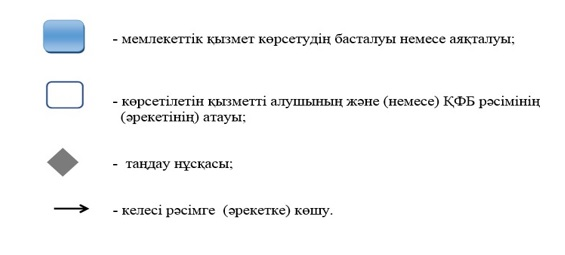 - мемлекеттік қызмет көрсетудің басталуы немесе аяқталуы;
- көрсетілетін қызметті алушының және (немесе) ҚФБ рәсімінің
(әрекетінің) атауы;
- таңдау нұсқасы;
- келесі рәсімге (әрекетке) көшу.